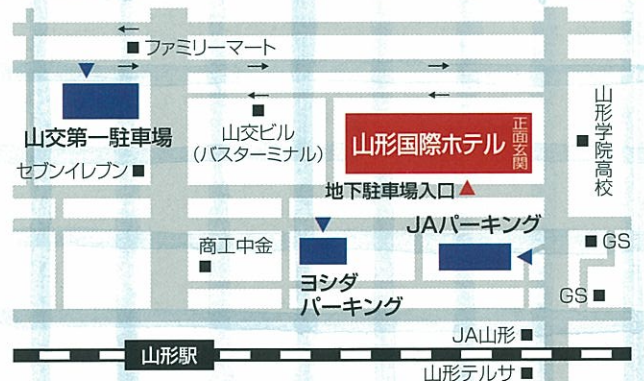 ファミリーマート
山交第一駐車場
セブンイレブン
山交ビル
(バスターミナル)
山形国際ホテル
正面玄関
山形学院高校
地下駐車場入口
JAパーキング
商工中金
ヨシダ
パーキング
GS
GS
JA山形
山形駅
山形テルサ